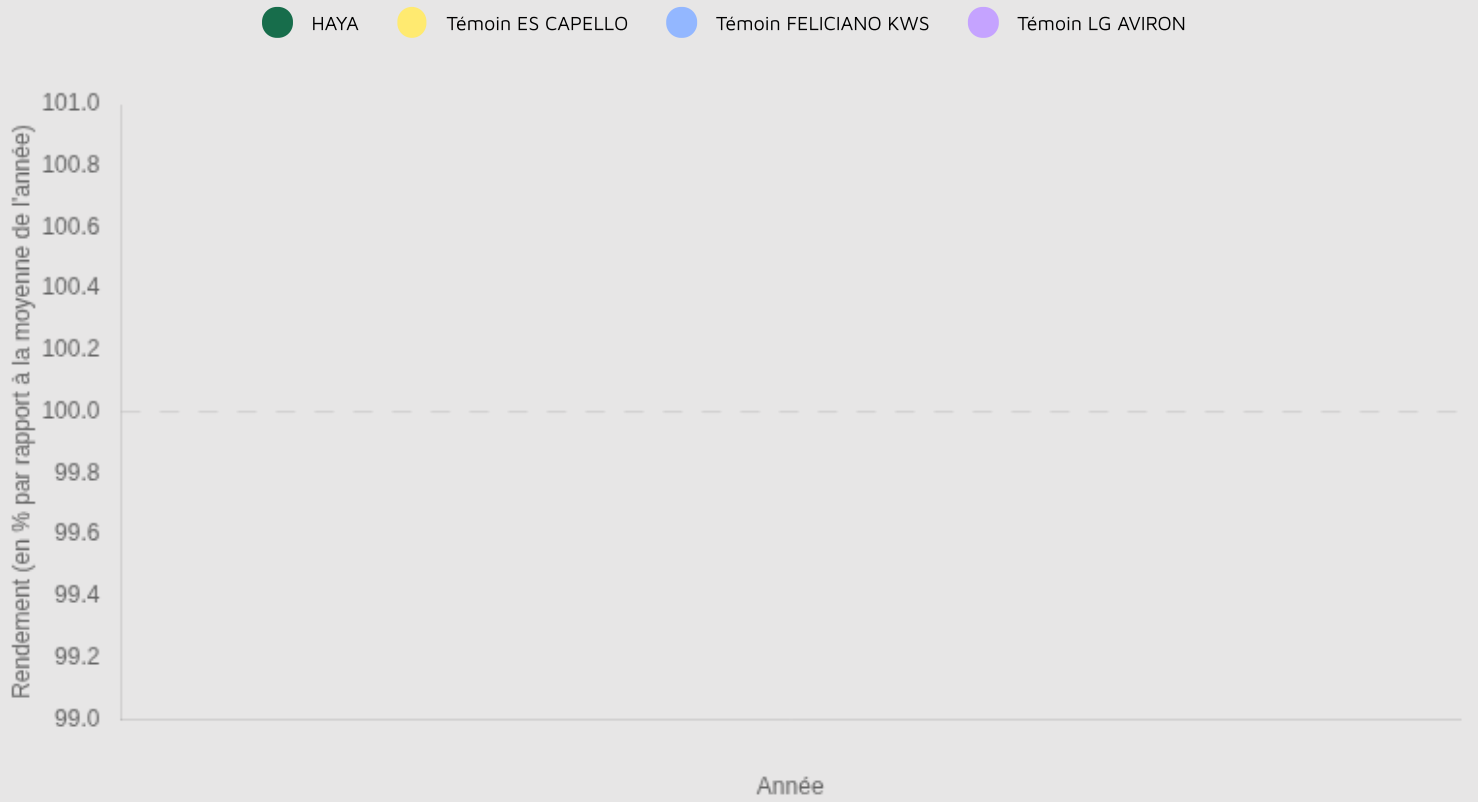 HAYA
Témoin ES CAPELLO
Témoin FELICIANO KWS
Témoin LG AVIRON
Rendement (en % par rapport à la moyenne de l'année)
101.0
100.8
100.6
100.4
100.2
100.0
99.8
99.6
99.4
99.2
99.0
Année